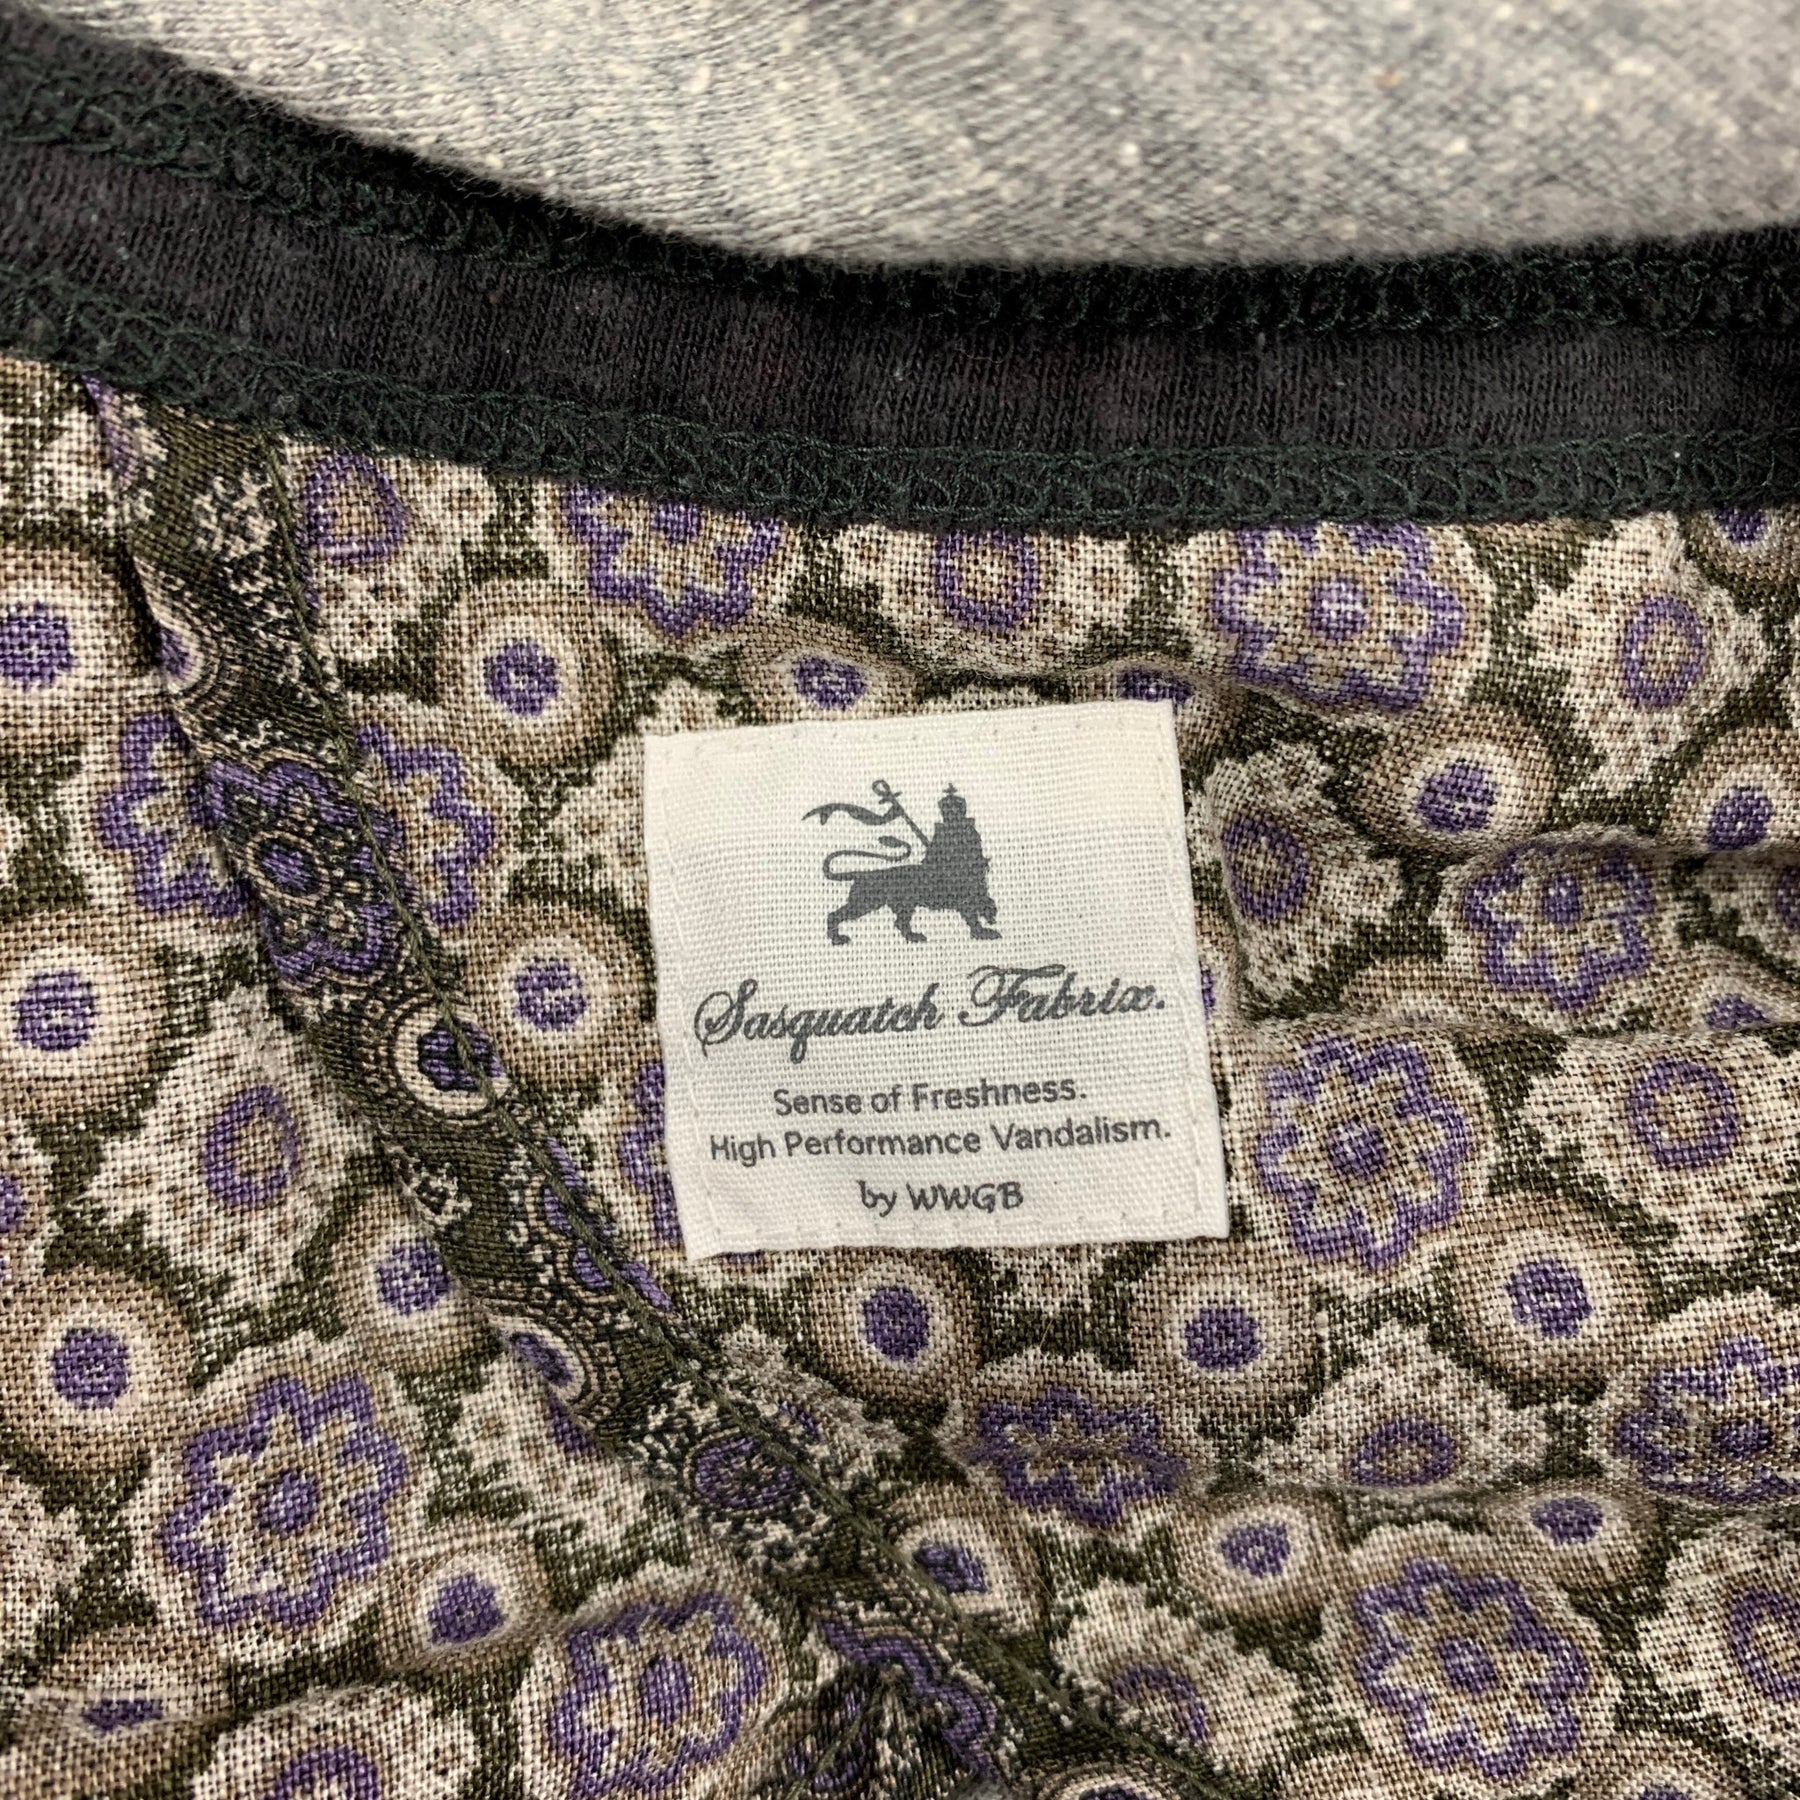 Sasquatch Fabrix.
Sense of Freshness.
High Performance Vandalism.
by WWGB